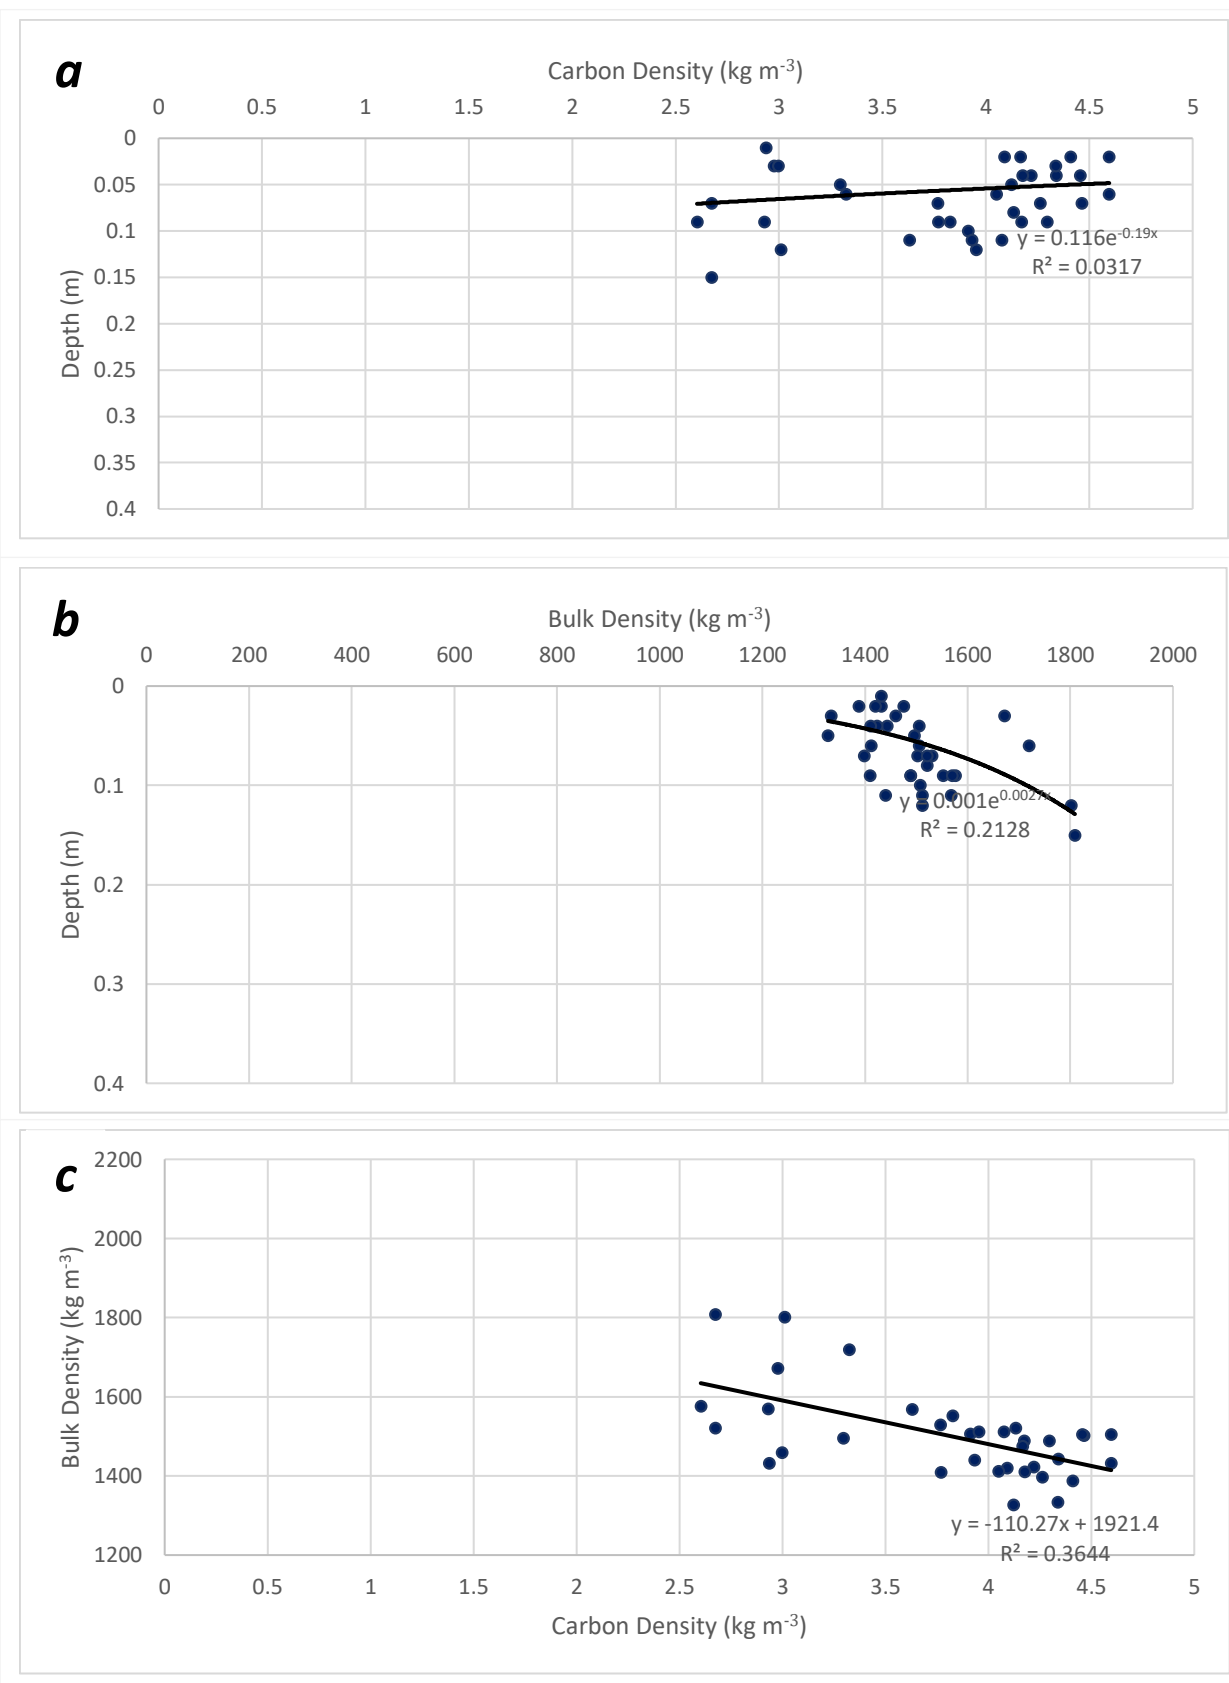 a
Carbon Density (kg m-3)
0 0.5 1 1.5 2 2.5 3 3.5 4 4.5 5
0
0.05
0.1
0.15
0.2
0.25
0.3
0.35
0.4
Depth (m)
y = 0.116e-0.19x
R² = 0.0317
b
Bulk Density (kg m-3)
0 200 400 600 800 1000 1200 1400 1600 1800 2000
0
0.1
0.2
0.3
0.4
Depth (m)
y = 0.001e0.0027x
R² = 0.2128
c
2200
2000
1800
1600
1400
1200
Bulk Density (kg m-3)
y = -110.27x + 1921.4
R² = 0.3644
0 0.5 1 1.5 2 2.5 3 3.5 4 4.5 5
Carbon Density (kg m-3)